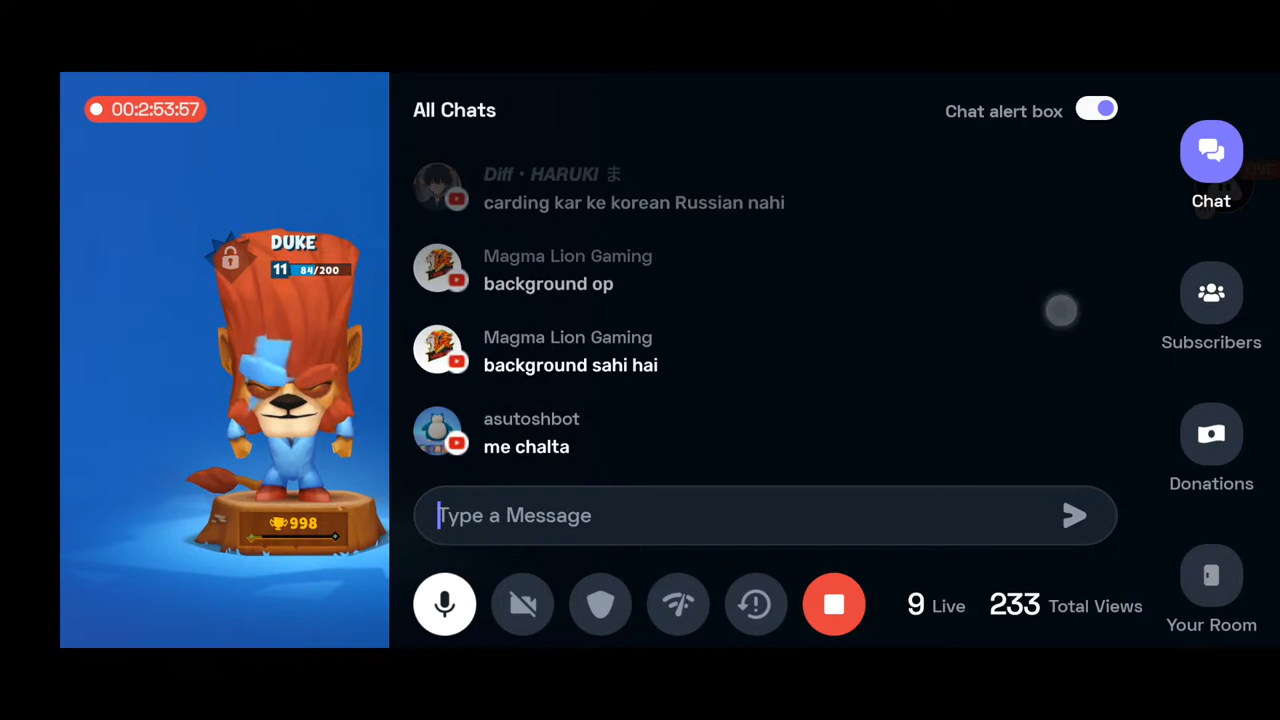 00:2:53:57
DUKE
11 84/200
998
All Chats
Chat alert box
Diff・HARUKI ま
carding kar ke korean Russian nahi
Magma Lion Gaming
background op
Magma Lion Gaming
background sahi hai
asutoshbot
me chalta
Type a Message
9 Live 233 Total Views
Chat
Subscribers
Donations
Your Room